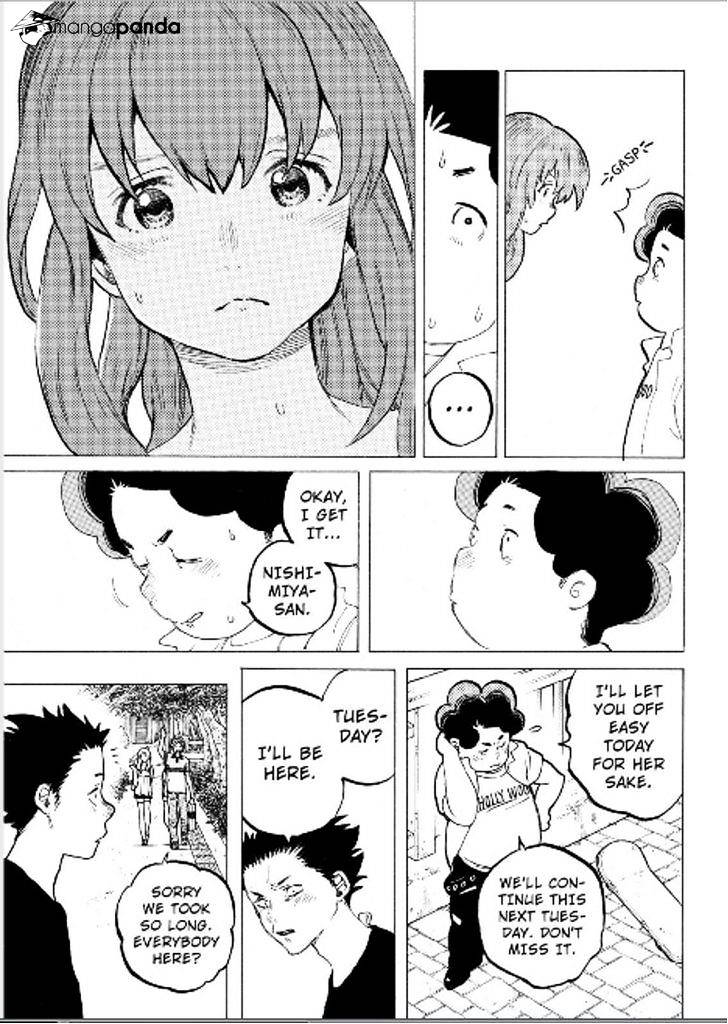 mangapanda
GASP
...
OKAY,
I GET
IT...
NISHI-
MIYA-
SAN.
I'LL LET
YOU OFF
EASY
TODAY
FOR HER
SAKE.
HOLLY WOO
WE'LL CON-
TINUE THIS
NEXT TUES-
DAY. DON'T
MISS IT.
TUES-
DAY?
I'LL BE
HERE.
SORRY
WE TOOK
SO LONG.
EVERYBODY
HERE?